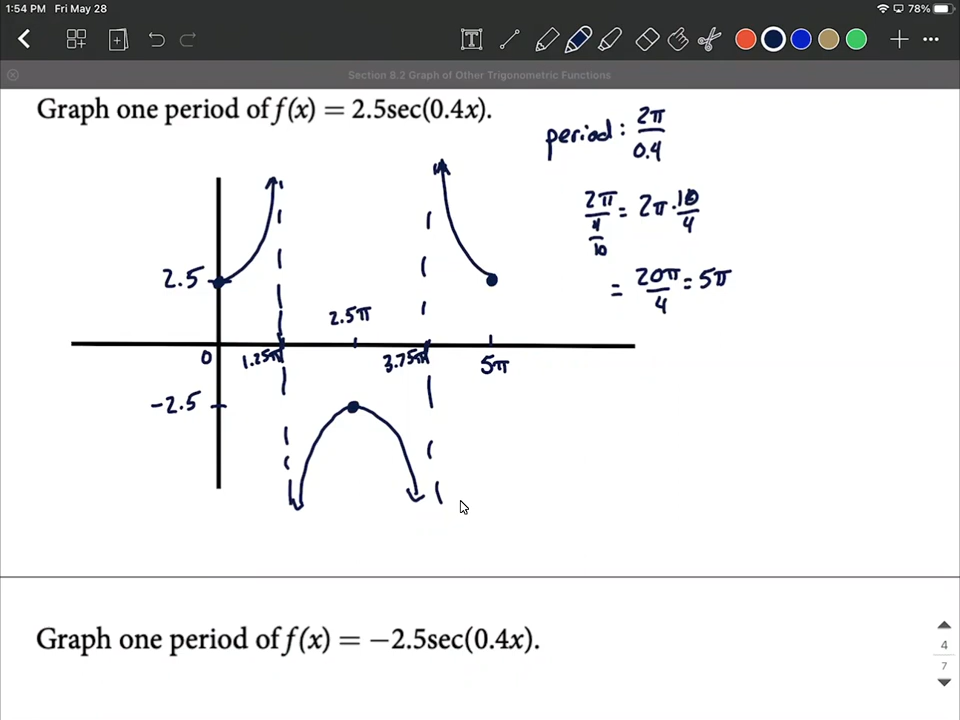 1:54 PM Fri May 28 78%
Section 8.2 Graph of Other Trigonometric Functions
Graph one period of f(x) = 2.5sec(0.4x).
period: 2π/0.4
2π/(4/10) = 2π·10/4
= 20π/4 = 5π
2.5
2.5π
0 1.25π 3.75π 5π
-2.5
Graph one period of f(x) = −2.5sec(0.4x).
4
7